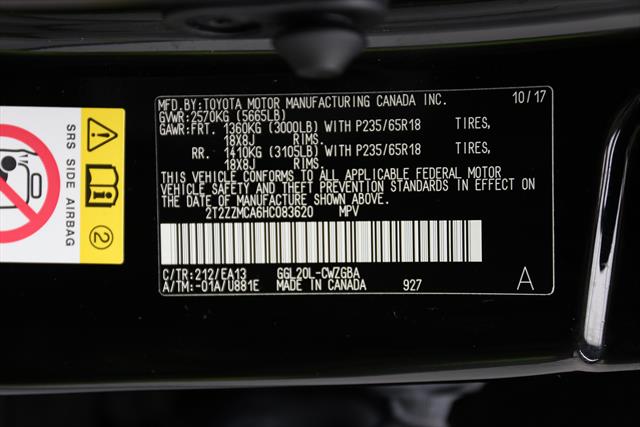 MFD.BY:TOYOTA MOTOR MANUFACTURING CANADA INC. 10/17
GVWR:2570KG (5665LB)
GAWR:FRT. 1360KG (3000LB) WITH P235/65R18 TIRES,
18X8J RIMS.
RR. 1410KG (3105LB) WITH P235/65R18 TIRES,
18X8J RIMS.
THIS VEHICLE CONFORMS TO ALL APPLICABLE FEDERAL MOTOR
VEHICLE SAFETY AND THEFT PREVENTION STANDARDS IN EFFECT ON
THE DATE OF MANUFACTURE SHOWN ABOVE.
2T2ZZMCA6HC083620 MPV
C/TR:212/EA13 GGL20L-CWZGBA
A/TM:-01A/U881E MADE IN CANADA 927 A
SRS SIDE AIRBAG
2